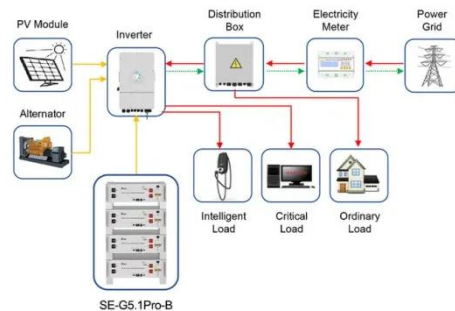 PV Module
Inverter
Distribution
Box
Electricity
Meter
Power
Grid
Alternator
Intelligent
Load
Critical
Load
Ordinary
Load
SE-G5.1Pro-B